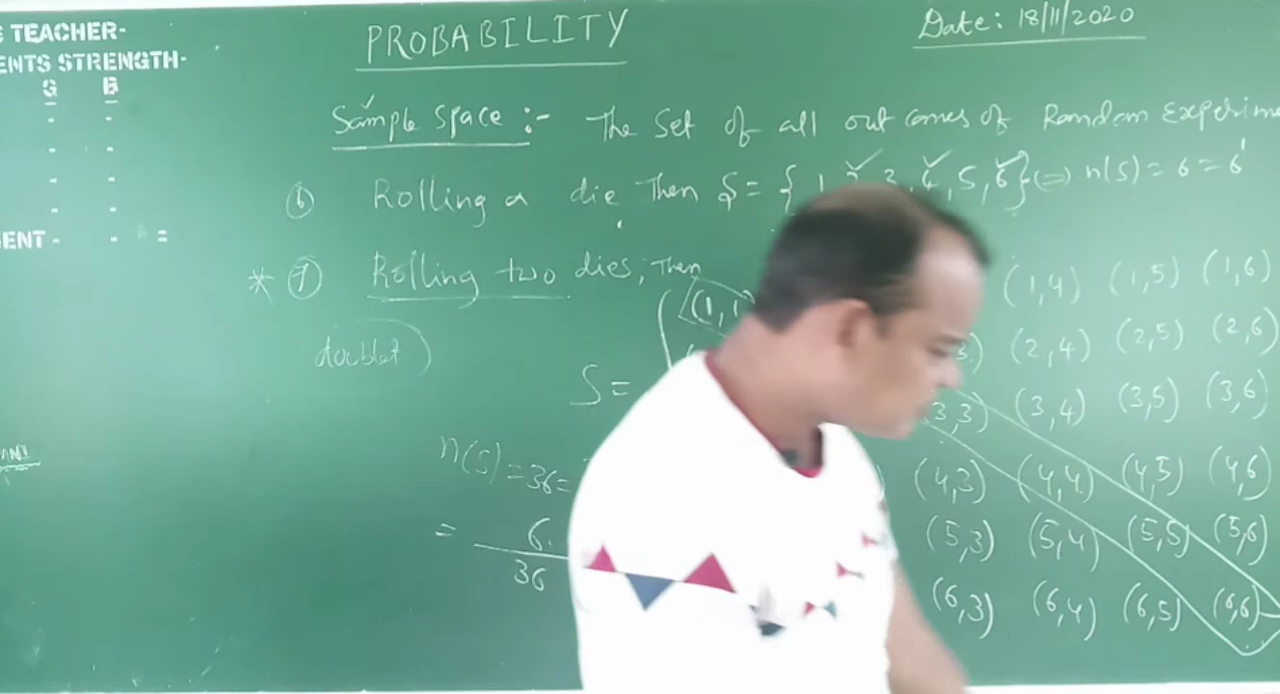 TEACHER-
ENTS STRENGTH-
G B
- -
- -
- -
- -
ENT - - =
PROBABILITY
Date: 18/11/2020
Sample Space :- The Set of all out comes of Random Experime
⑥ Rolling a die Then S = { 1, 2, 3, 4, 5, 6} ⇒ n(S) = 6 = 6¹
* ⑦ Rolling two dies, Then
(1,1 (1,4) (1,5) (1,6)
doublet) (2,4) (2,5) (2,6)
S = 3,3) (3,4) (3,5) (3,6)
n(S) = 36 = (4,3) (4,4) (4,5) (4,6)
= 6 (5,3) (5,4) (5,5) (5,6)
36 (6,3) (6,4) (6,5) (6,6)